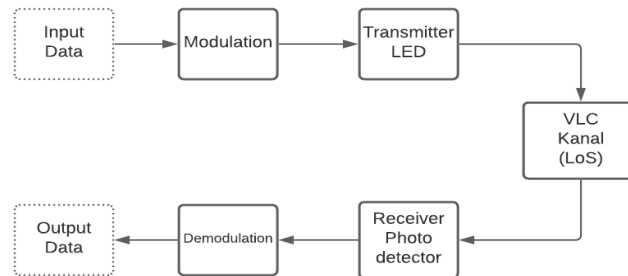 Input
Data
Modulation
Transmitter
LED
VLC
Kanal
(LoS)
Receiver
Photo
detector
Demodulation
Output
Data